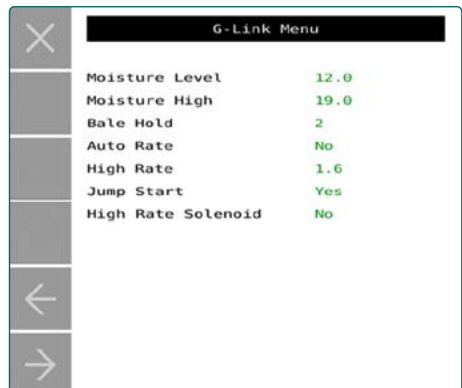 G-Link Menu
Moisture Level 12.0
Moisture High 19.0
Bale Hold 2
Auto Rate No
High Rate 1.6
Jump Start Yes
High Rate Solenoid No